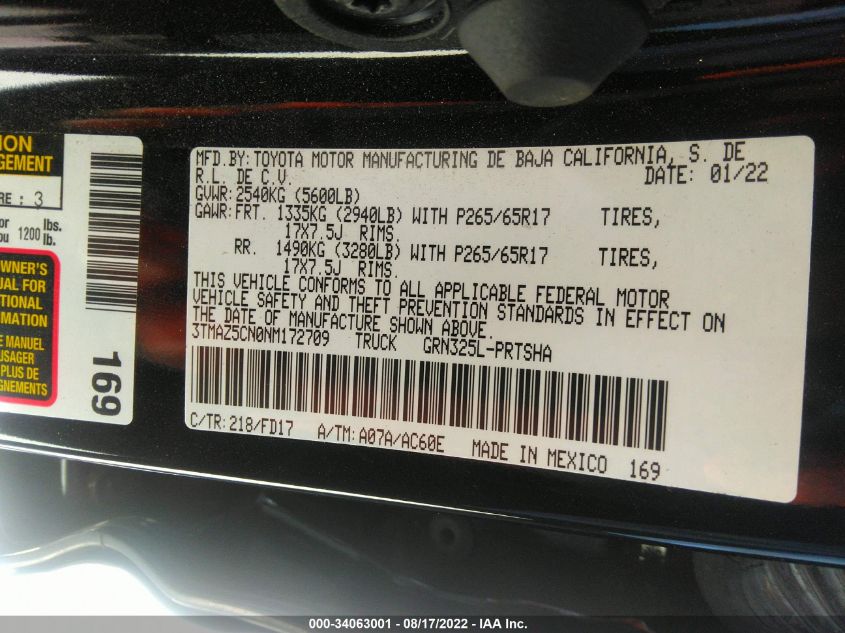 ION
GEMENT
RE : 3
or
ou 1200 lb.
lbs.
OWNER'S
UAL FOR
TIONAL
RMATION
E MANUEL
USAGER
PLUS DE
GNEMENTS
169
MFD.BY:TOYOTA MOTOR MANUFACTURING DE BAJA CALIFORNIA, S. DE
R.L. DE C.V.
DATE: 01/22
GVWR:2540KG (5600LB)
GAWR:FRT. 1335KG (2940LB) WITH P265/65R17 TIRES,
17X7.5J RIMS.
RR. 1490KG (3280LB) WITH P265/65R17 TIRES,
17X7.5J RIMS.
THIS VEHICLE CONFORMS TO ALL APPLICABLE FEDERAL MOTOR
VEHICLE SAFETY AND THEFT PREVENTION STANDARDS IN EFFECT ON
THE DATE OF MANUFACTURE SHOWN ABOVE.
3TMAZ5CN0NM172709 TRUCK GRN325L-PRTSHA
C/TR:218/FD17 A/TM:A07A/AC60E MADE IN MEXICO 169
000-34063001 - 08/17/2022 - IAA Inc.